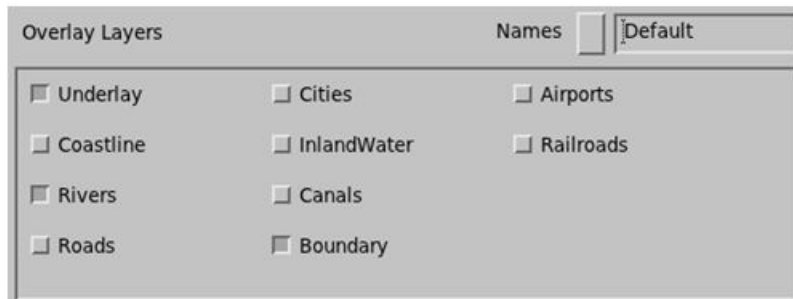 Overlay Layers Names Default
Underlay Cities Airports
Coastline InlandWater Railroads
Rivers Canals
Roads Boundary